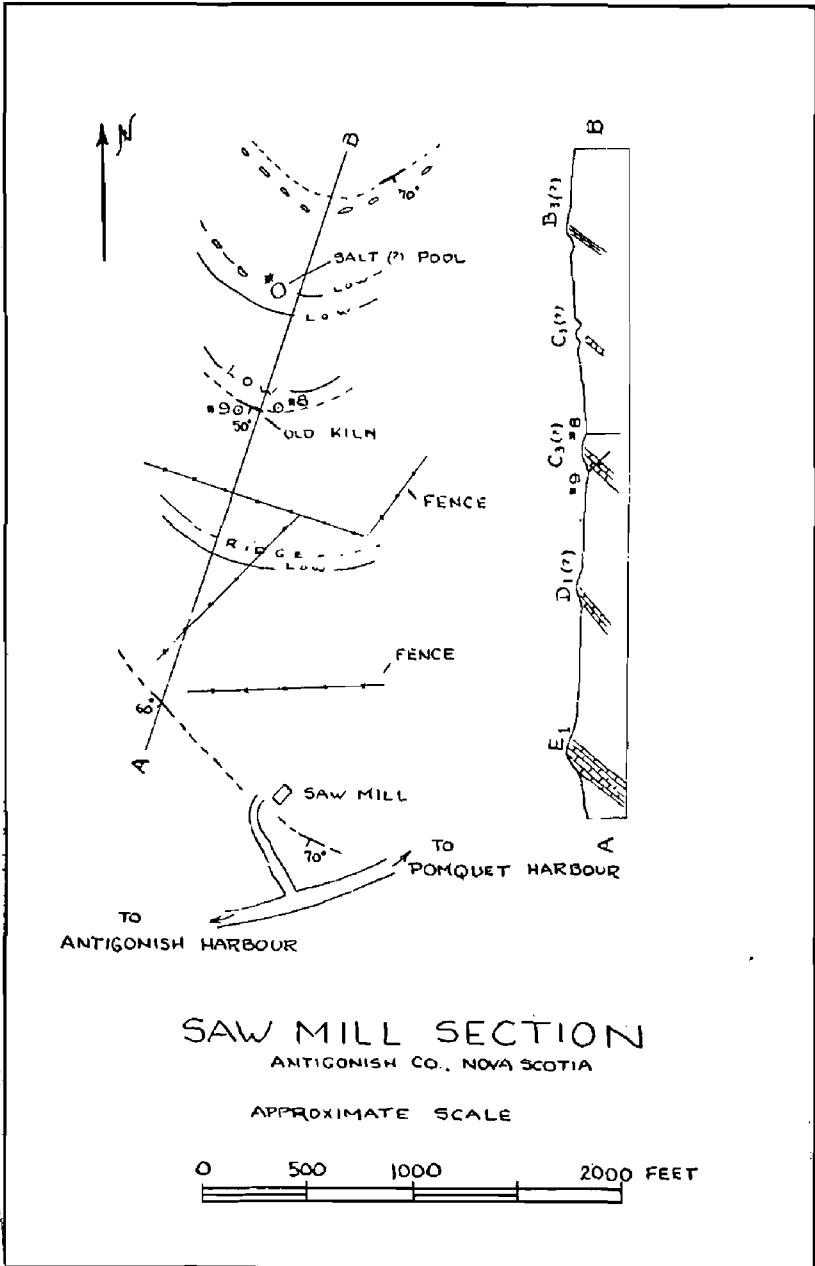 N
B
70°
SALT (?) POOL
LOW
LOW
LOW
#9
#8
50°
OLD KILN
FENCE
RIDGE
LOW
FENCE
8°
A
SAW MILL
70°
TO
POMQUET HARBOUR
TO
ANTIGONISH HARBOUR
B
B3(?)
C1(?)
C3(?)
#8
#9
D1(?)
E1
A
SAW MILL SECTION
ANTIGONISH CO., NOVA SCOTIA
APPROXIMATE SCALE
0 500 1000 2000 FEET